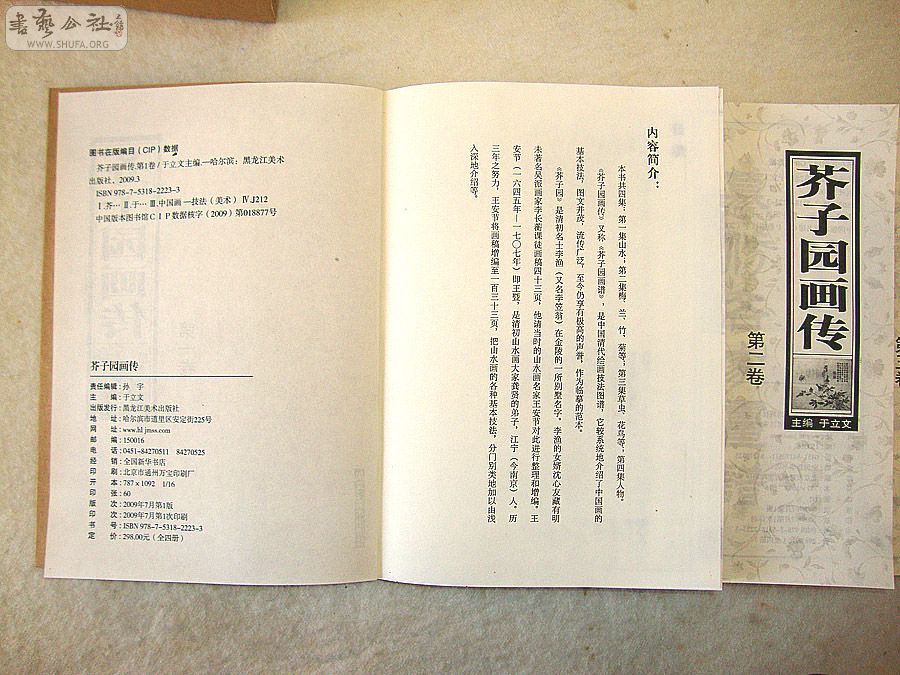 書藝公社
WWW.SHUFA.ORG
图书在版编目（CIP）数据
芥子园画传.第1卷/于立文主编.—哈尔滨：黑龙江美术
出版社，2009.3
ISBN 978-7-5318-2223-3
Ⅰ.芥… Ⅱ.于… Ⅲ.中国画—技法（美术） Ⅳ.J212
中国版本图书馆CIP数据核字（2009）第018877号
芥子园画传
责任编辑：孙 宇
主 编：于立文
出版发行：黑龙江美术出版社
地 址：哈尔滨市道里区安定街225号
网 址：www.hljmss.com
邮 编：150016
电 话：0451-84270511 84270525
经 销：全国新华书店
印 刷：北京市通州万宝印刷厂
开 本：787×1092 1/16
印 张：60
版 次：2009年7月第1版
印 次：2009年7月第1次印刷
书 号：ISBN 978-7-5318-2223-3
定 价：298.00元（全四册）
内容简介：
本书共四集：第一集山水；第二集梅、兰、竹、菊等；第三集草虫、花鸟等；第四集人物。
《芥子园画传》又称《芥子园画谱》，是中国清代绘画技法图谱，它较系统地介绍了中国画的
基本技法，图文并茂，流传广泛，至今仍享有极高的声誉，作为临摹的范本。
《芥子园》是清初名士李渔（又名李笠翁）在金陵的一所别墅名字。李渔的女婿沈心友藏有明
末著名吴派画家李长蘅课徒画稿四十三页，他请当时的山水画名家王安节对此进行整理和增编。王
安节（一六四五年—一七〇七年）即王概，是清初山水画大家龚贤的弟子，江宁（今南京）人。历
三年之努力，王安节将画稿增编至一百三十三页，把山水画的各种基本技法，分门别类地加以由浅
入深地介绍等。
芥子园画传
主编 于立文
第二卷